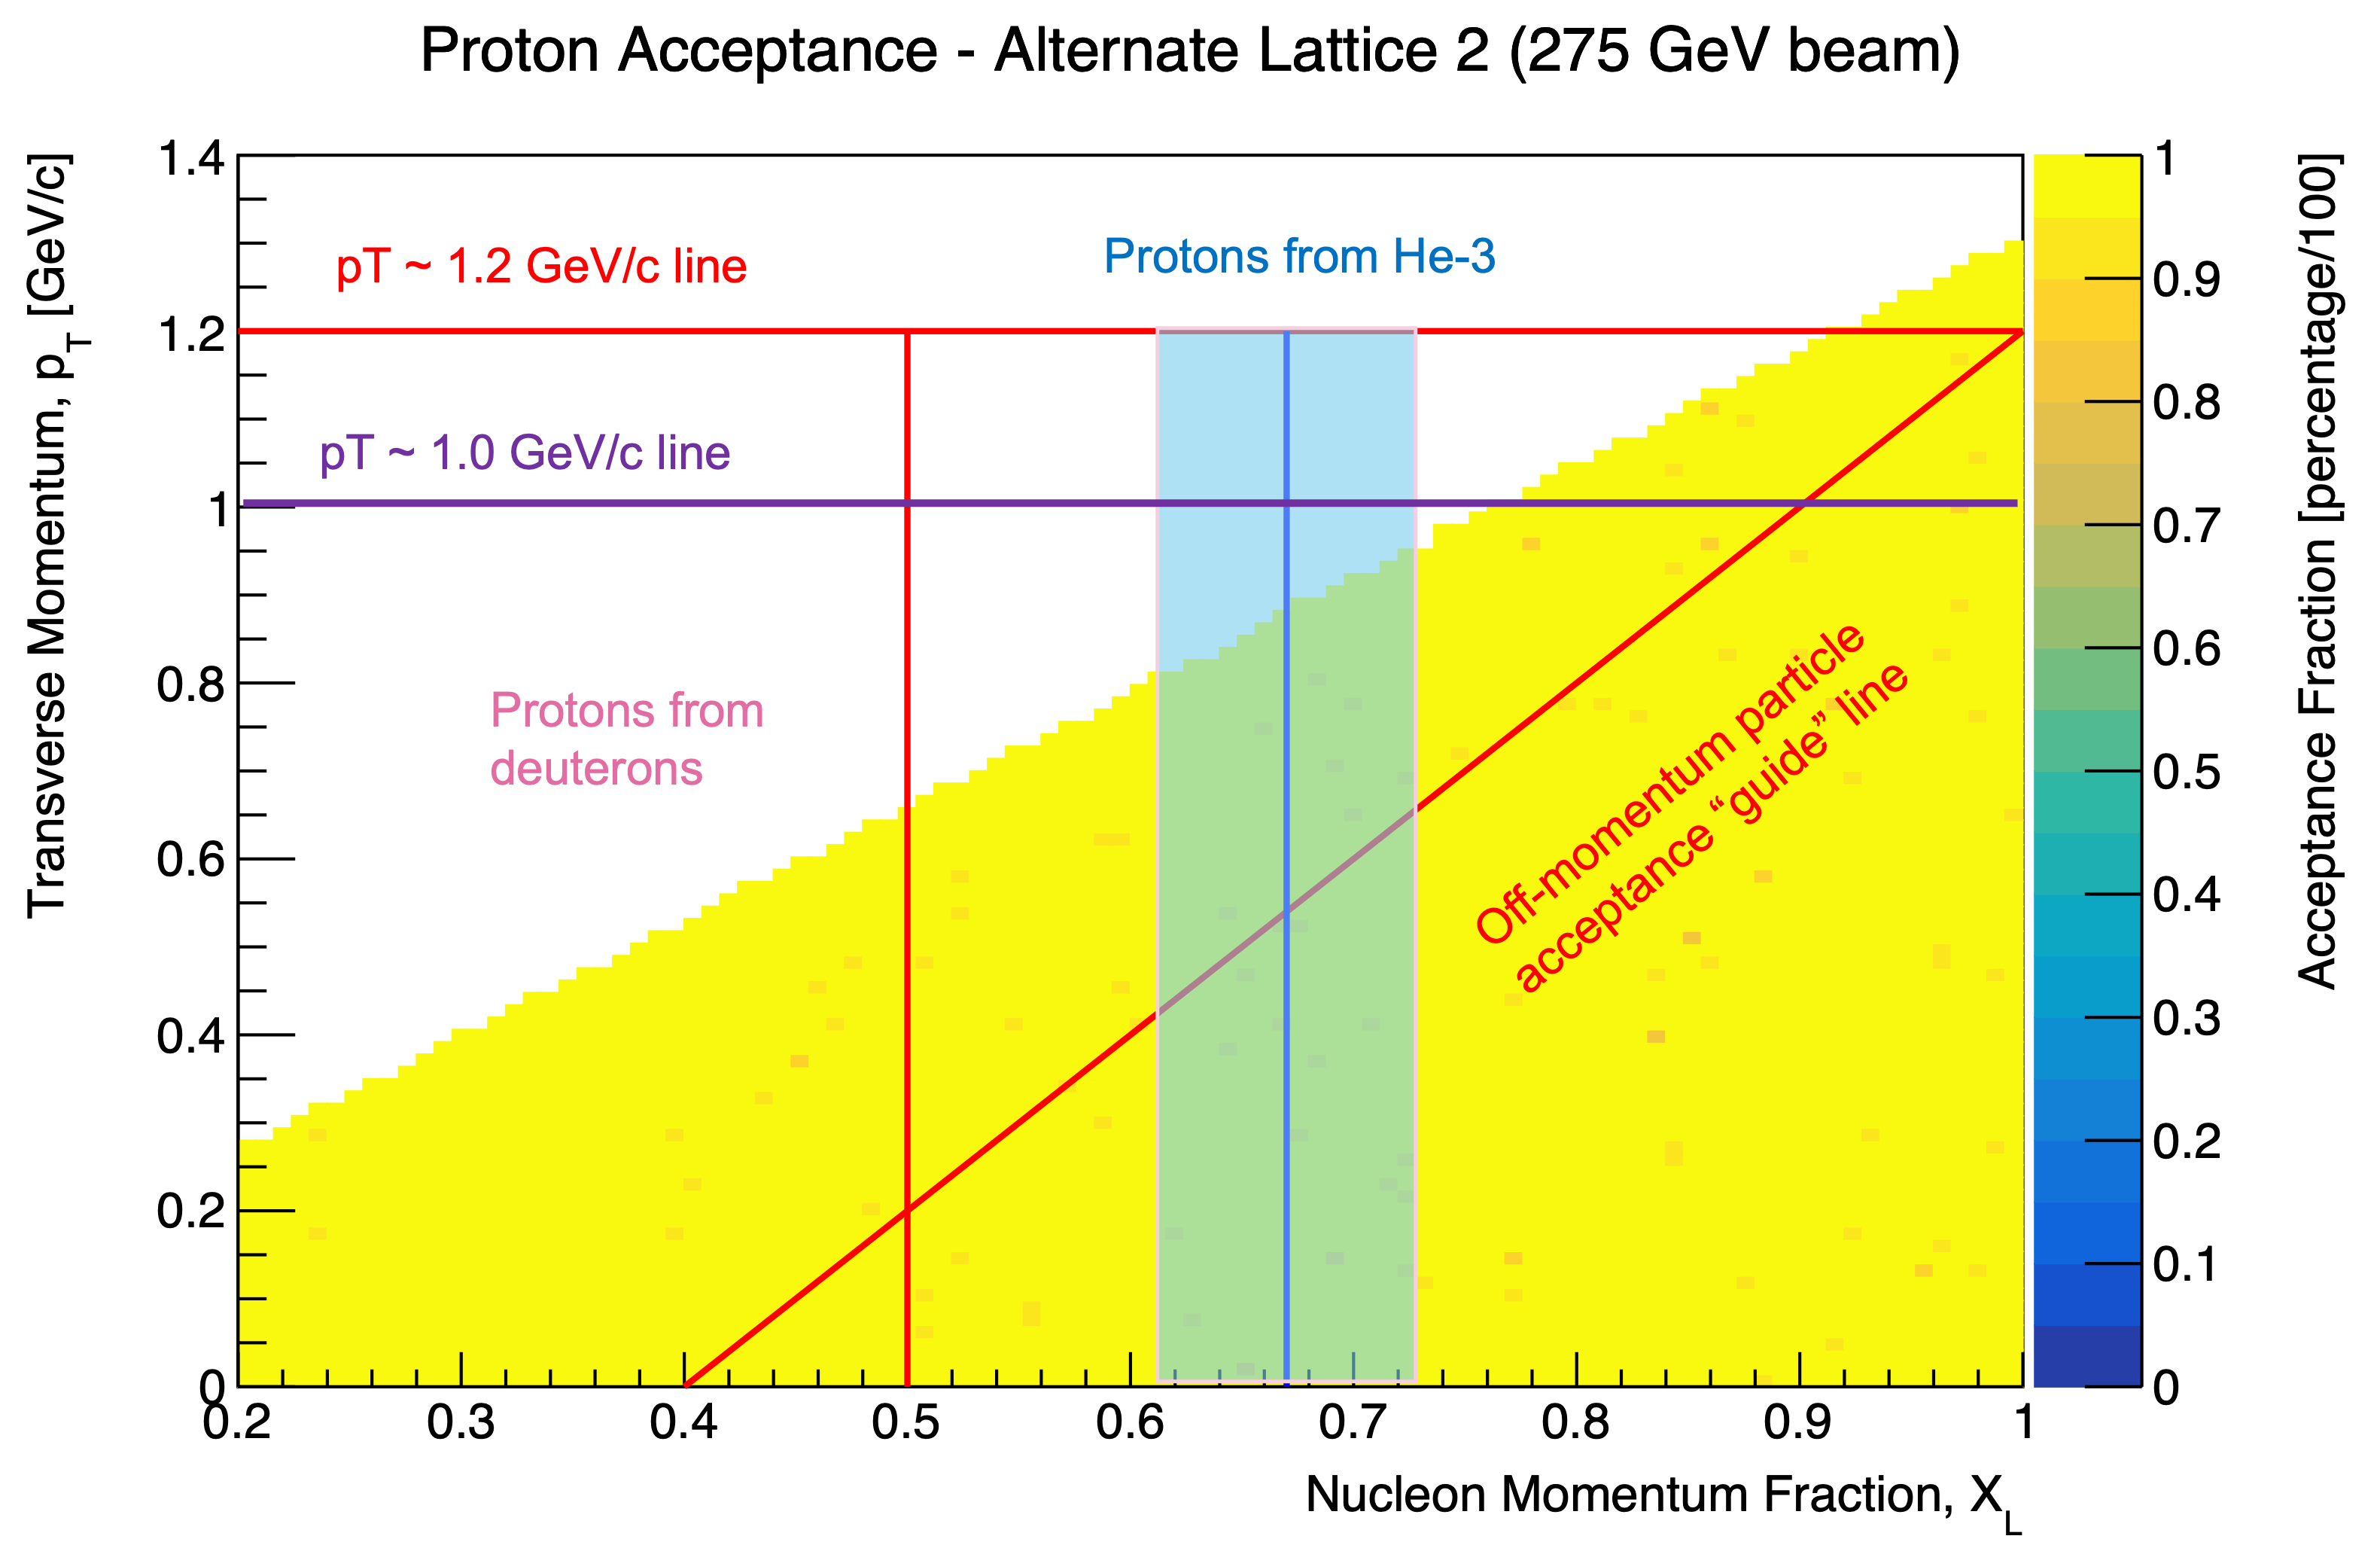 Proton Acceptance - Alternate Lattice 2 (275 GeV beam)
Transverse Momentum, pT [GeV/c]
1.4
1.2
1
0.8
0.6
0.4
0.2
0
pT ~ 1.2 GeV/c line
Protons from He-3
pT ~ 1.0 GeV/c line
Protons from
deuterons
Off-momentum particle
acceptance “guide” line
0.2
0.3
0.4
0.5
0.6
0.7
0.8
0.9
1
Nucleon Momentum Fraction, XL
1
0.9
0.8
0.7
0.6
0.5
0.4
0.3
0.2
0.1
0
Acceptance Fraction [percentage/100]